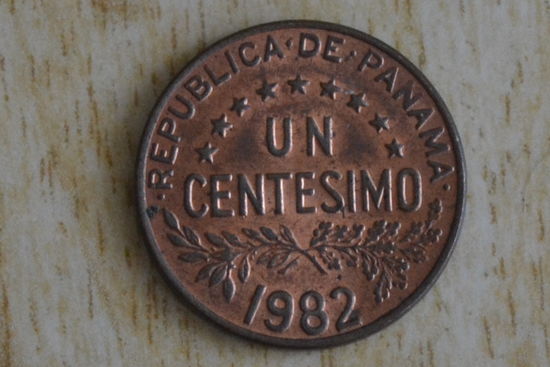 ·REPUBLICA·DE·PANAMA·
UN
CENTESIMO
1982